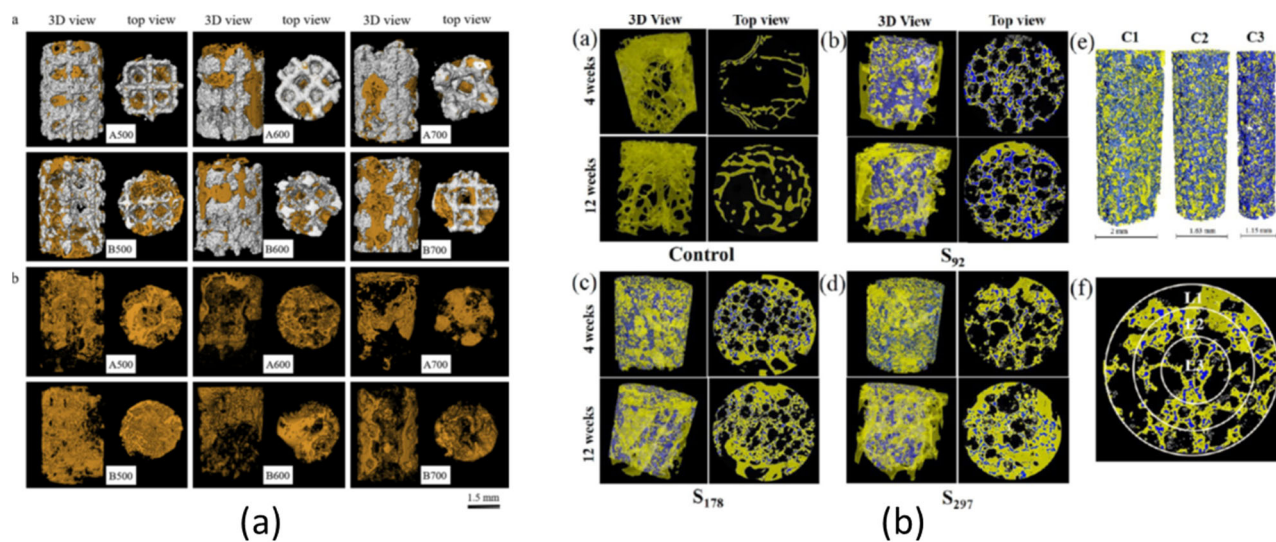 a
3D view top view 3D view top view 3D view top view
A500 A600 A700
B500 B600 B700
b
A500 A600 A700
B500 B600 B700
1.5 mm
(a)
3D View Top view 3D View Top view
(a) (b) (e)
C1 C2 C3
4 weeks
12 weeks
2 mm 1.63 mm 1.15 mm
Control S92
(c) (d) (f)
4 weeks
12 weeks
L1
L2
L3
S178 S297
(b)